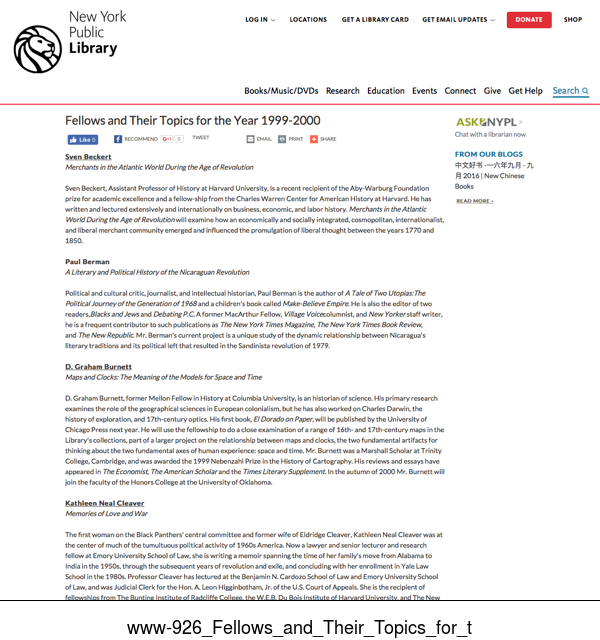 New York
Public
Library
LOG IN
LOCATIONS
GET A LIBRARY CARD
GET EMAIL UPDATES
DONATE
SHOP
Books/Music/DVDs Research Education Events Connect Give Get Help Search
Fellows and Their Topics for the Year 1999-2000
Like 0
RECOMMEND
0
TWEET
EMAIL
PRINT
SHARE
Sven Beckert
Merchants in the Atlantic World During the Age of Revolution
Sven Beckert, Assistant Professor of History at Harvard University, is a recent recipient of the Aby-Warburg Foundation
prize for academic excellence and a fellow-ship from the Charles Warren Center for American History at Harvard. He has
written and lectured extensively and internationally on business, economic, and labor history. Merchants in the Atlantic
World During the Age of Revolution will examine how an economically and socially integrated, cosmopolitan, internationalist,
and liberal merchant community emerged and influenced the promulgation of liberal thought between the years 1770 and
1850.
Paul Berman
A Literary and Political History of the Nicaraguan Revolution
Political and cultural critic, journalist, and intellectual historian, Paul Berman is the author of A Tale of Two Utopias:The
Political Journey of the Generation of 1968 and a children's book called Make-Believe Empire. He is also the editor of two
readers,Blacks and Jews and Debating P.C. A former MacArthur Fellow, Village Voicecolumnist, and New Yorkerstaff writer,
he is a frequent contributor to such publications as The New York Times Magazine, The New York Times Book Review,
and The New Republic. Mr. Berman's current project is a unique study of the dynamic relationship between Nicaragua's
literary traditions and its political left that resulted in the Sandinista revolution of 1979.
D. Graham Burnett
Maps and Clocks: The Meaning of the Models for Space and Time
D. Graham Burnett, former Mellon Fellow in History at Columbia University, is an historian of science. His primary research
examines the role of the geographical sciences in European colonialism, but he has also worked on Charles Darwin, the
history of exploration, and 17th-century optics. His first book, El Dorado on Paper, will be published by the University of
Chicago Press next year. He will use the fellowship to do a close examination of a range of 16th- and 17th-century maps in the
Library's collections, part of a larger project on the relationship between maps and clocks, the two fundamental artifacts for
thinking about the two fundamental axes of human experience: space and time. Mr. Burnett was a Marshall Scholar at Trinity
College, Cambridge, and was awarded the 1999 Nebenzahl Prize in the History of Cartography. His reviews and essays have
appeared in The Economist, The American Scholar and the Times Literary Supplement. In the autumn of 2000 Mr. Burnett will
join the faculty of the Honors College at the University of Oklahoma.
Kathleen Neal Cleaver
Memories of Love and War
The first woman on the Black Panthers' central committee and former wife of Eldridge Cleaver, Kathleen Neal Cleaver was at
the center of much of the tumultuous political activity of 1960s America. Now a lawyer and senior lecturer and research
fellow at Emory University School of Law, she is writing a memoir spanning the time of her family's move from Alabama to
India in the 1950s, through the subsequent years of revolution and exile, and concluding with her enrollment in Yale Law
School in the 1980s. Professor Cleaver has lectured at the Benjamin N. Cardozo School of Law and Emory University School
of Law, and was Judicial Clerk for the Hon. A. Leon Higginbothom, Jr. of the U.S. Court of Appeals. She is the recipient of
fellowships from The Bunting Institute of Radcliffe College, the W.E.B. Du Bois Institute of Harvard University, and The New
ASK NYPL >
Chat with a librarian now
FROM OUR BLOGS
中文好书 -一六年九月 - 九
月 2016 | New Chinese
Books
READ MORE ›
www-926_Fellows_and_Their_Topics_for_t